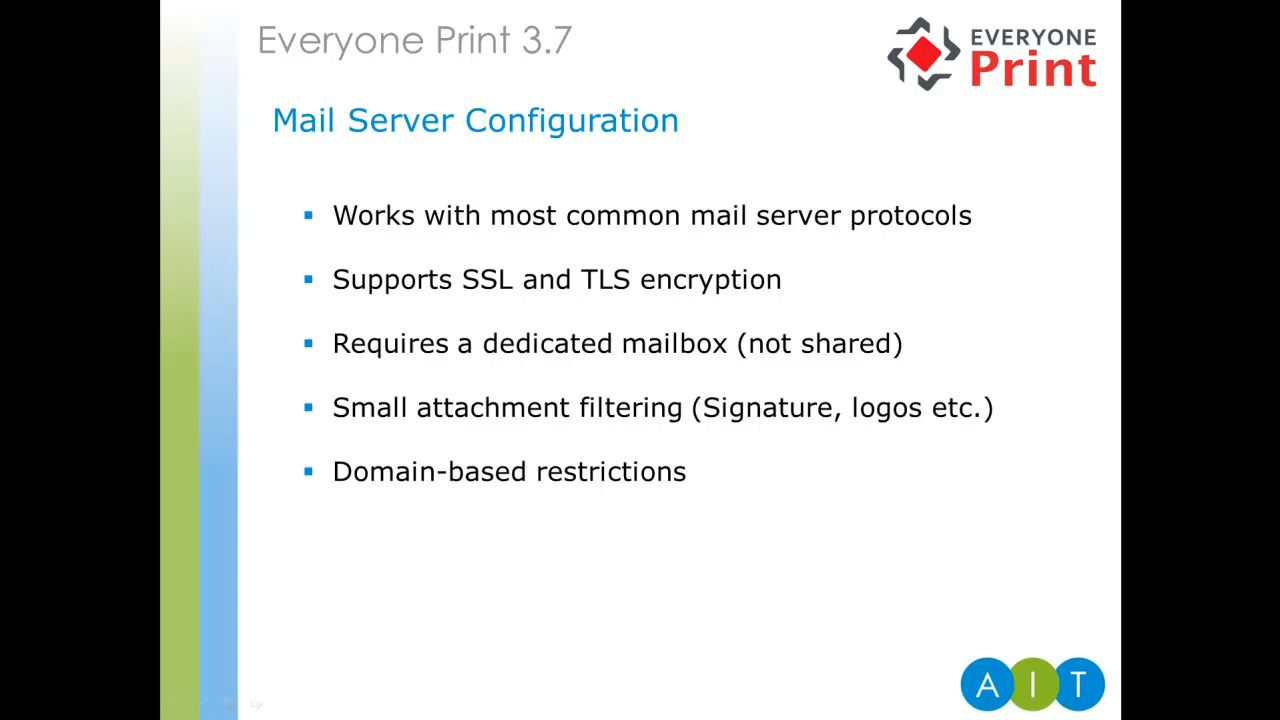 Everyone Print 3.7
EVERYONE
Print
Mail Server Configuration
Works with most common mail server protocols
Supports SSL and TLS encryption
Requires a dedicated mailbox (not shared)
Small attachment filtering (Signature, logos etc.)
Domain-based restrictions
AIT